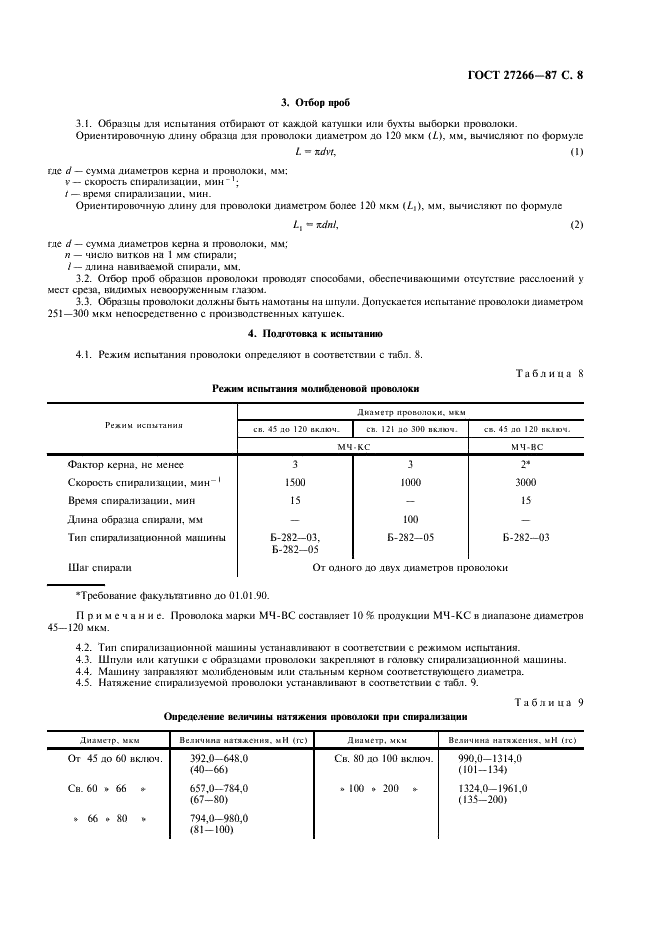 ГОСТ 27266—87 С. 8
3. Отбор проб
3.1. Образцы для испытания отбирают от каждой катушки или бухты выборки проволоки.
Ориентировочную длину образца для проволоки диаметром до 120 мкм (L), мм, вычисляют по формуле
L = πdvt, (1)
где d — сумма диаметров керна и проволоки, мм;
v — скорость спирализации, мин⁻¹;
t — время спирализации, мин.
Ориентировочную длину для проволоки диаметром более 120 мкм (L₁), мм, вычисляют по формуле
L₁ = πdnl, (2)
где d — сумма диаметров керна и проволоки, мм;
n — число витков на 1 мм спирали;
l — длина навиваемой спирали, мм.
3.2. Отбор проб образцов проволоки проводят способами, обеспечивающими отсутствие расслоений у
мест среза, видимых невооруженным глазом.
3.3. Образцы проволоки должны быть намотаны на шпули. Допускается испытание проволоки диаметром
251—300 мкм непосредственно с производственных катушек.
4. Подготовка к испытанию
4.1. Режим испытания проволоки определяют в соответствии с табл. 8.
Таблица 8
Режим испытания молибденовой проволоки
Режим испытания
Диаметр проволоки, мкм
св. 45 до 120 включ. св. 121 до 300 включ. св. 45 до 120 включ.
МЧ-КС МЧ-ВС
Фактор керна, не менее 3 3 2*
Скорость спирализации, мин⁻¹ 1500 1000 3000
Время спирализации, мин 15 — 15
Длина образца спирали, мм — 100 —
Тип спирализационной машины Б-282—03, Б-282—05 Б-282—03
Б-282—05
Шаг спирали От одного до двух диаметров проволоки
*Требование факультативно до 01.01.90.
Примечание. Проволока марки МЧ-ВС составляет 10 % продукции МЧ-КС в диапазоне диаметров
45—120 мкм.
4.2. Тип спирализационной машины устанавливают в соответствии с режимом испытания.
4.3. Шпули или катушки с образцами проволоки закрепляют в головку спирализационной машины.
4.4. Машину заправляют молибденовым или стальным керном соответствующего диаметра.
4.5. Натяжение спирализуемой проволоки устанавливают в соответствии с табл. 9.
Таблица 9
Определение величины натяжения проволоки при спирализации
Диаметр, мкм Величина натяжения, мН (гс) Диаметр, мкм Величина натяжения, мН (гс)
От 45 до 60 включ. 392,0—648,0 Св. 80 до 100 включ. 990,0—1314,0
(40—66) (101—134)
Св. 60 » 66 » 657,0—784,0 » 100 » 200 » 1324,0—1961,0
(67—80) (135—200)
» 66 » 80 » 794,0—980,0
(81—100)